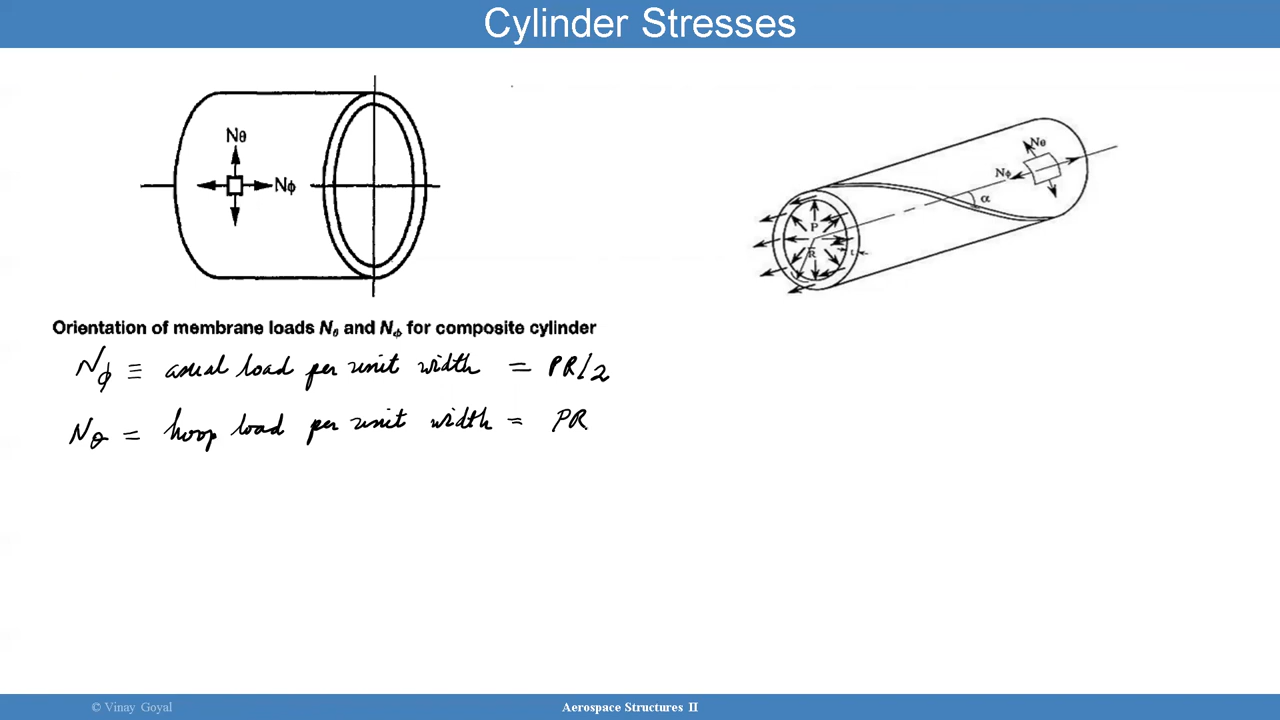 Cylinder Stresses
Nθ
Nϕ
Nθ
Nϕ
α
P
R
t
Orientation of membrane loads Nθ and Nϕ for composite cylinder
Nϕ ≡ axial load per unit width = PR/2
Nθ = hoop load per unit width = PR
© Vinay Goyal
Aerospace Structures II